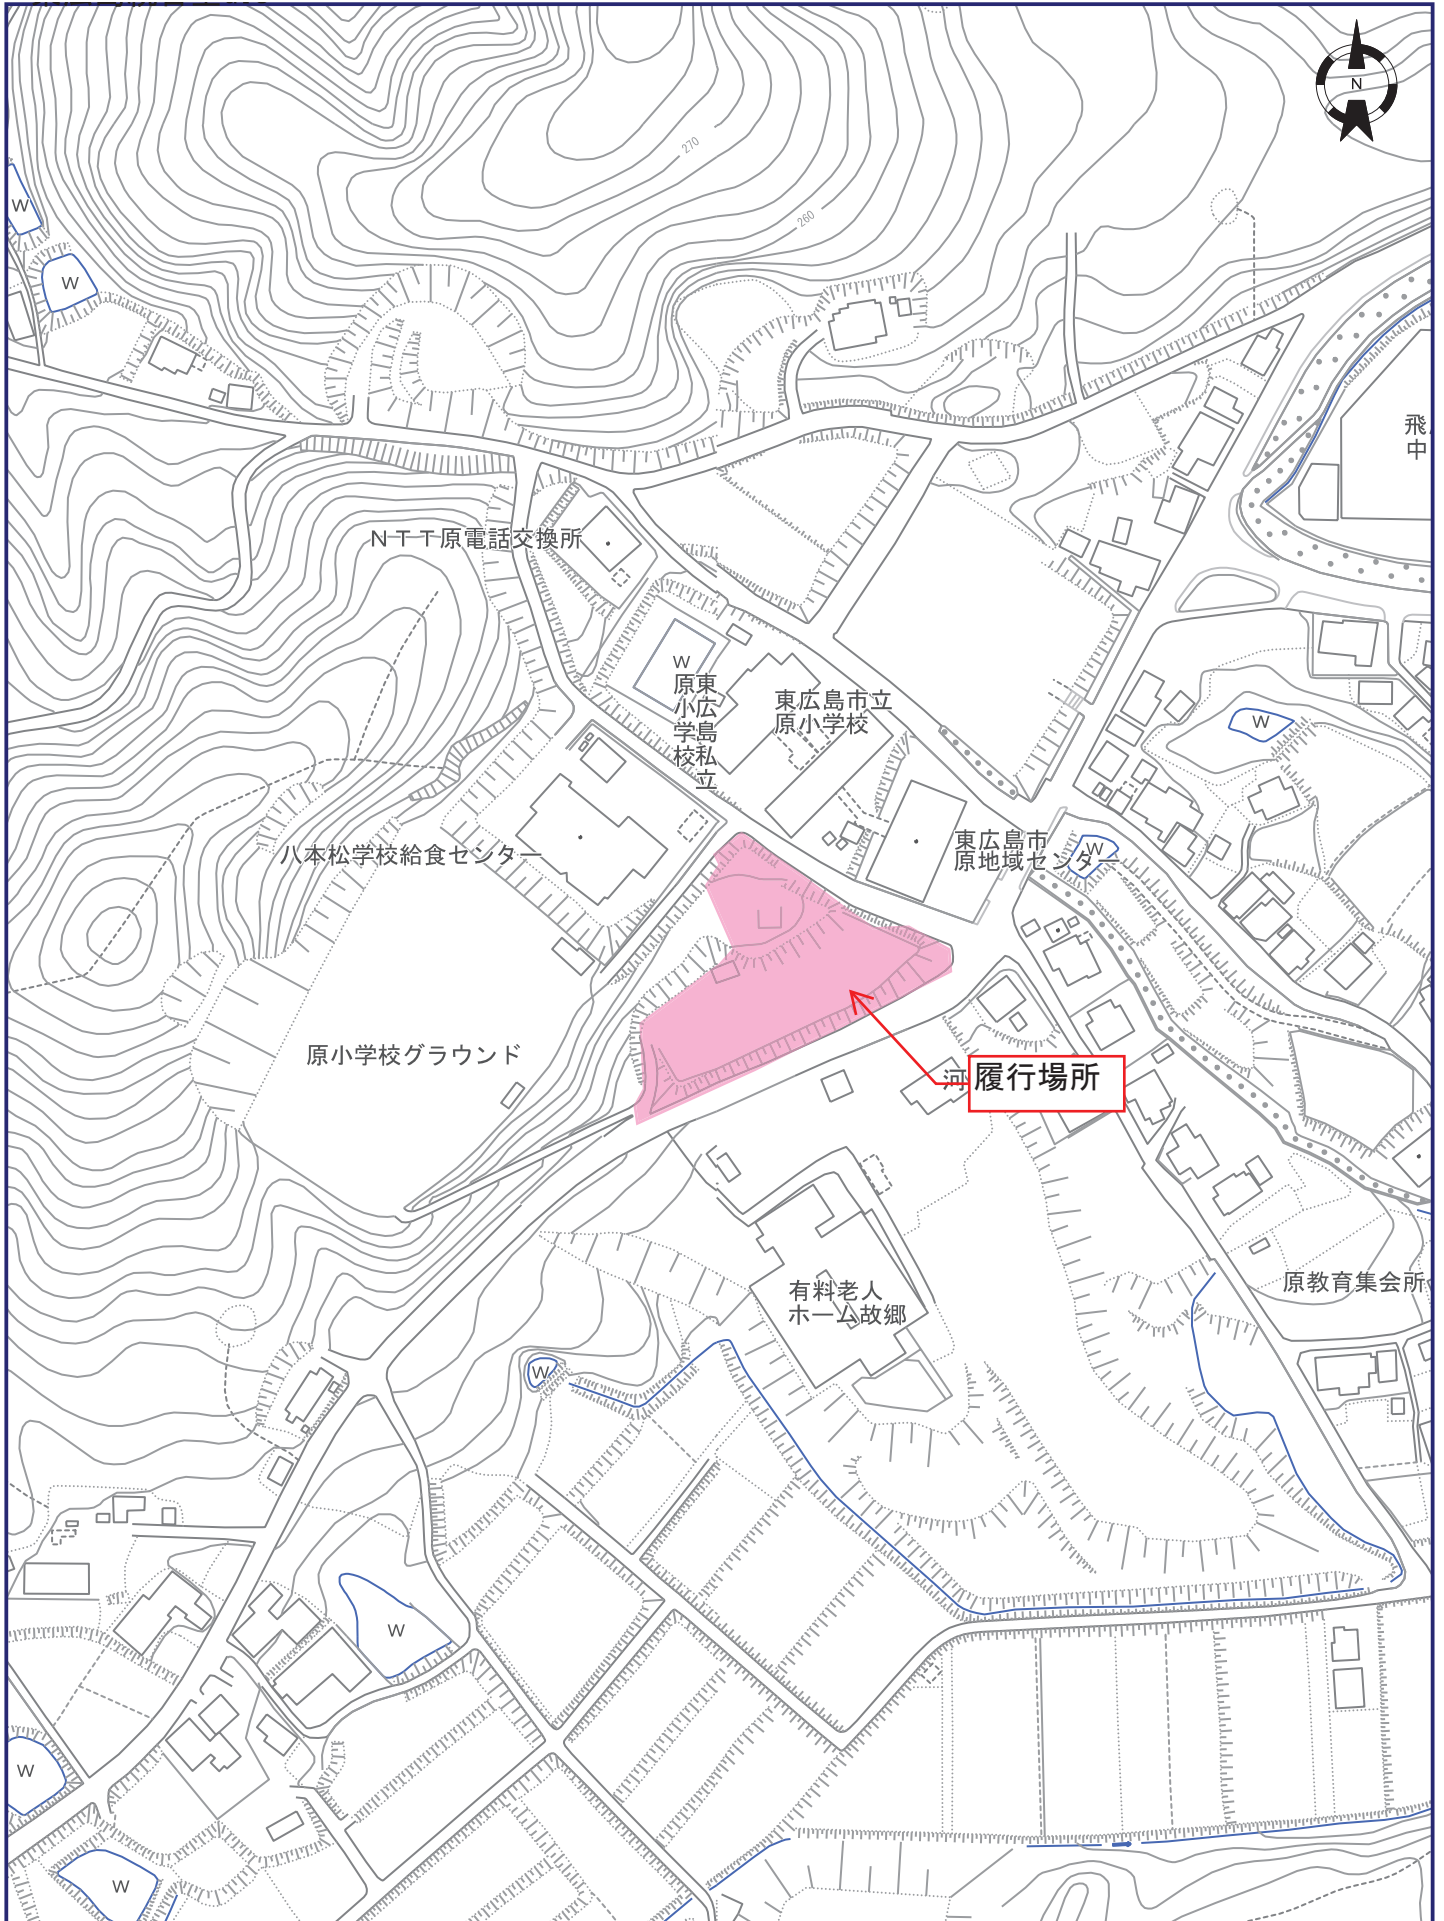 N
270
260
W
W
飛
中
NTT原電話交換所
W
東広島私立
原小学校
東広島市立
原小学校
W
八本松学校給食センター
東広島市
原地域センター
W
原小学校グラウンド
河
履行場所
有料老人
ホーム故郷
原教育集会所
W
W
W
W